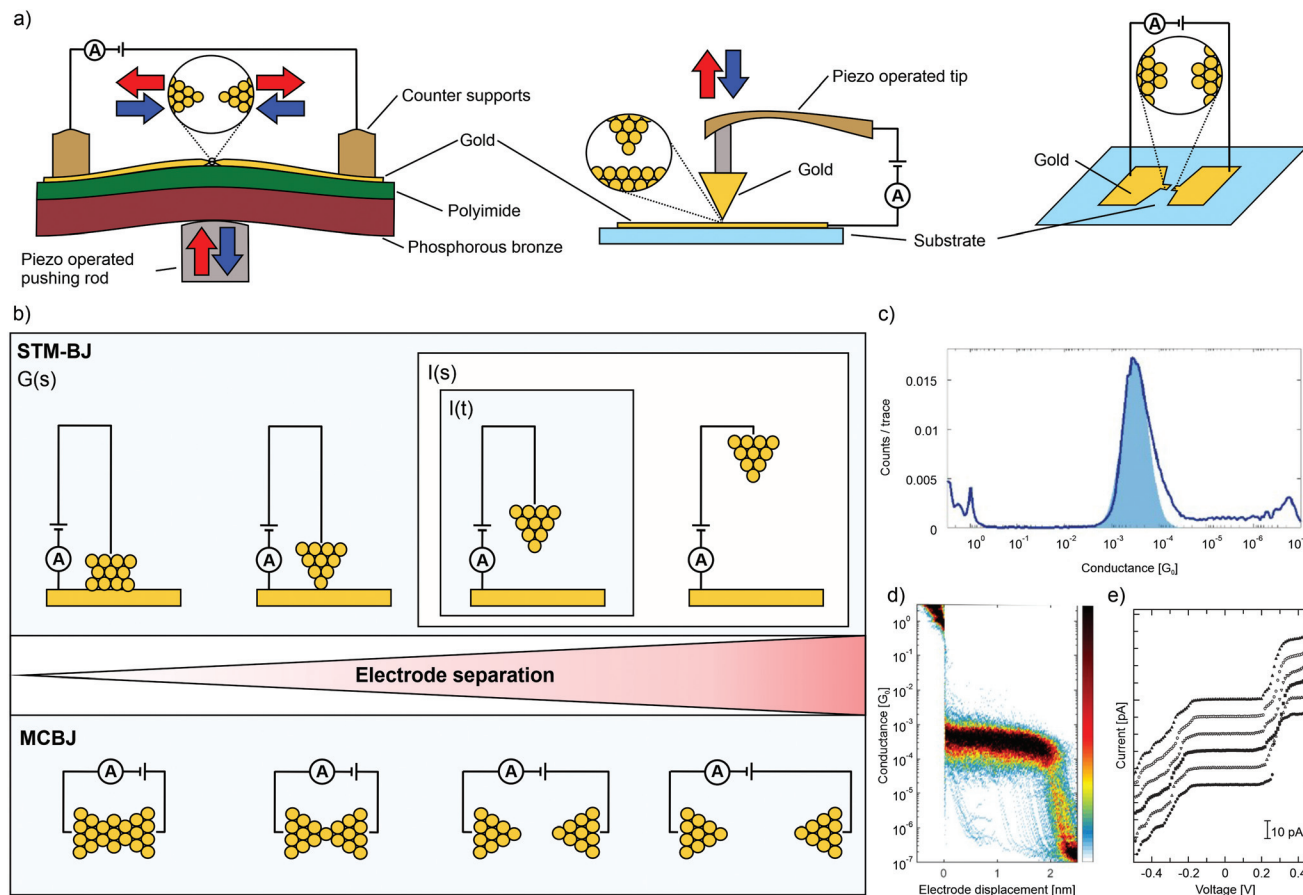 a)
A
Counter supports
Gold
Polyimide
Phosphorous bronze
Piezo operated
pushing rod
Piezo operated tip
Gold
A
Substrate
A
Gold
b)
STM-BJ
G(s)
I(s)
I(t)
A
A
A
A
Electrode separation
MCBJ
A
A
A
A
c)
Counts / trace
0.015
0.01
0.005
0
10⁰
10⁻¹
10⁻²
10⁻³
10⁻⁴
10⁻⁵
10⁻⁶
10⁻⁷
Conductance [G₀]
d)
Conductance [G₀]
10⁰
10⁻¹
10⁻²
10⁻³
10⁻⁴
10⁻⁵
10⁻⁶
10⁻⁷
0
1
2
Electrode displacement [nm]
e)
Current [pA]
10 pA
-0.4
-0.2
0
0.2
0.4
Voltage [V]